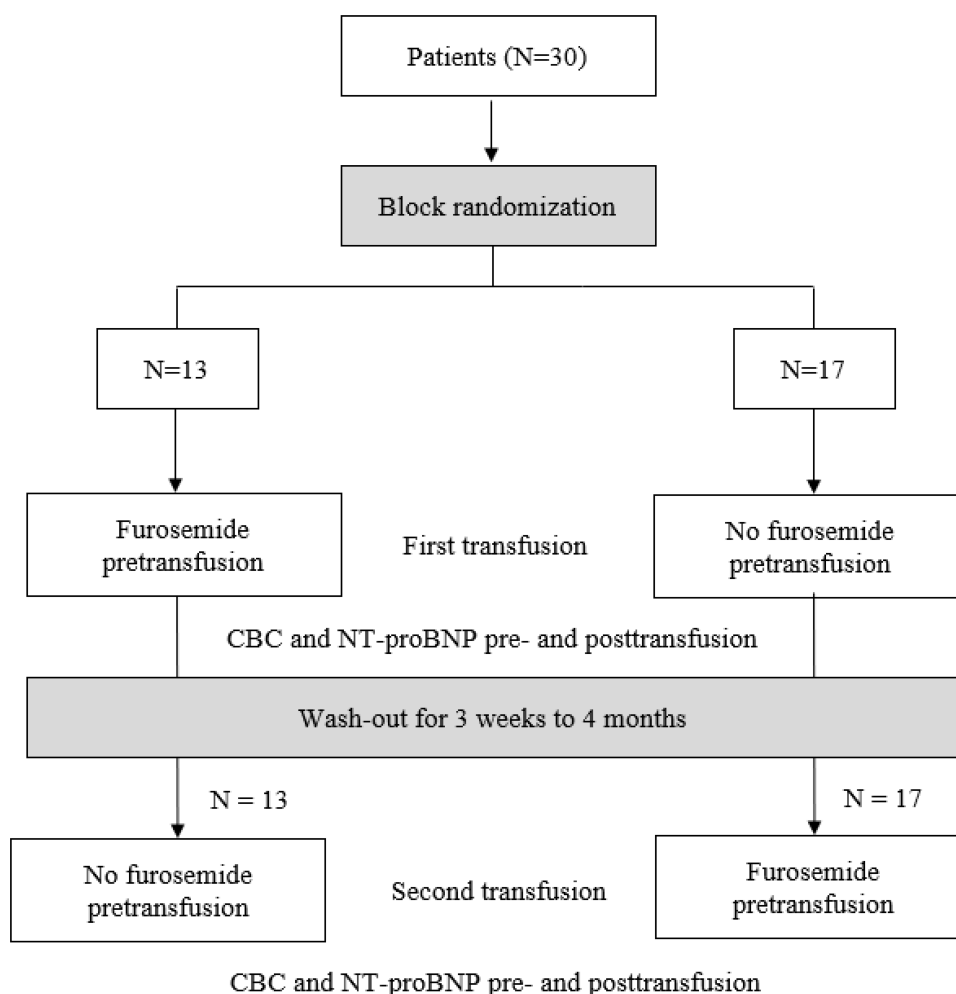 Patients (N=30)
Block randomization
N=13
N=17
Furosemide
pretransfusion
First transfusion
No furosemide
pretransfusion
CBC and NT-proBNP pre- and posttransfusion
Wash-out for 3 weeks to 4 months
N = 13
N = 17
No furosemide
pretransfusion
Second transfusion
Furosemide
pretransfusion
CBC and NT-proBNP pre- and posttransfusion